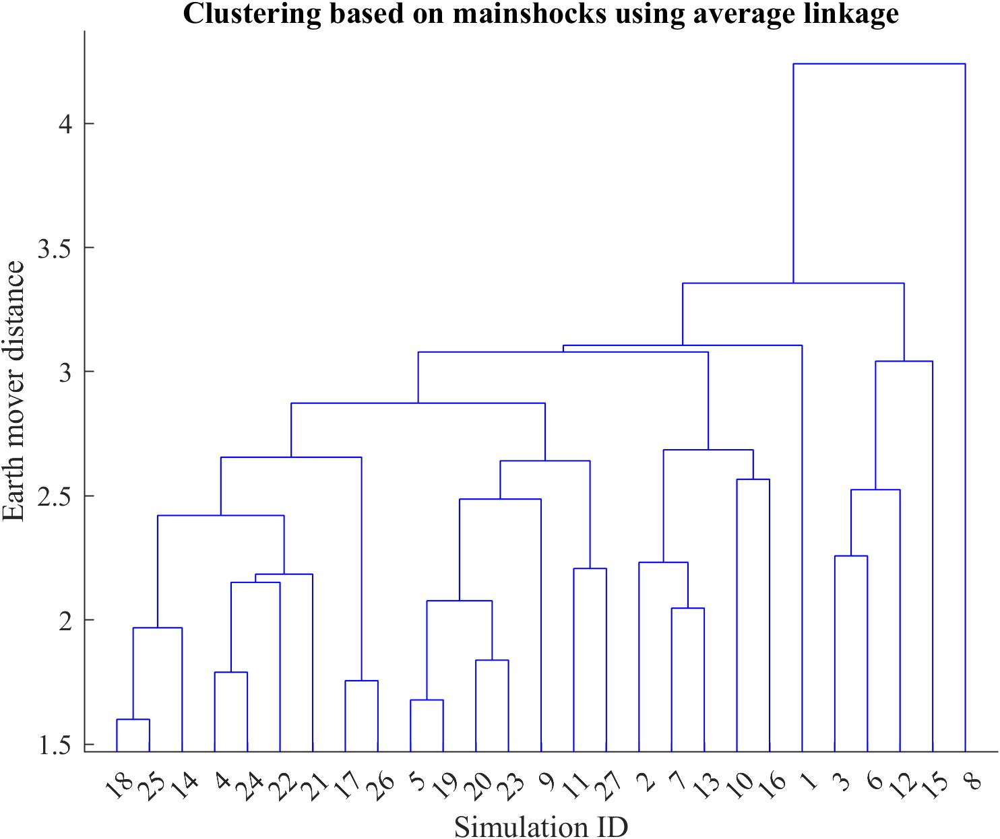 Clustering based on mainshocks using average linkage
4
3.5
3
2.5
2
1.5
Earth mover distance
18 25 14 4 24 22 21 17 26 5 19 20 23 9 11 27 2 7 13 10 16 1 3 6 12 15 8
Simulation ID